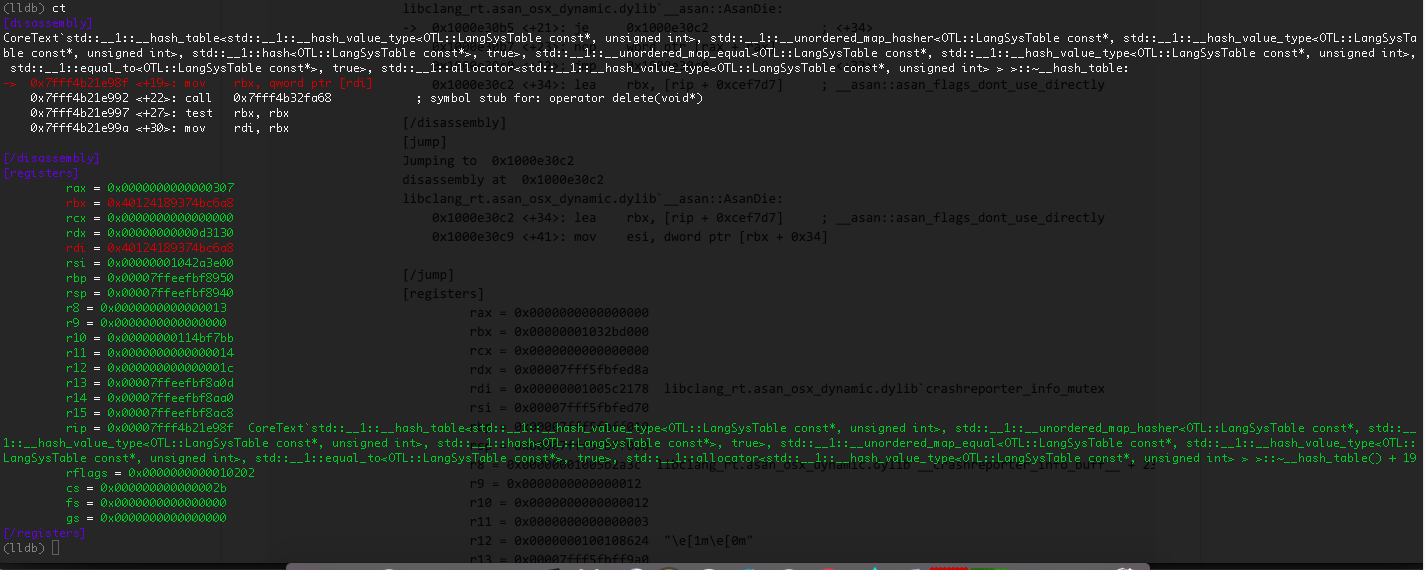 (lldb) ct
[disassembly]
CoreText`std::__1::__hash_table<std::__1::__hash_value_type<OTL::LangSysTable const*, unsigned int>, std::__1::__unordered_map_hasher<OTL::LangSysTable const*, std::__1::__hash_value_type<OTL::LangSysTa
ble const*, unsigned int>, std::__1::hash<OTL::LangSysTable const*>, true>, std::__1::__unordered_map_equal<OTL::LangSysTable const*, std::__1::__hash_value_type<OTL::LangSysTable const*, unsigned int>,
 std::__1::equal_to<OTL::LangSysTable const*>, true>, std::__1::allocator<std::__1::__hash_value_type<OTL::LangSysTable const*, unsigned int> > >::~__hash_table:
-> 0x7fff4b21e98f <+19>: mov rbx, qword ptr [rdi]
0x7fff4b21e992 <+22>: call 0x7fff4b32fa68 ; symbol stub for: operator delete(void*)
0x7fff4b21e997 <+27>: test rbx, rbx
0x7fff4b21e99a <+30>: mov rdi, rbx
[/disassembly]
[registers]
rax = 0x0000000000000307
rbx = 0x40124189374bc6a8
rcx = 0x0000000000000000
rdx = 0x00000000000d3130
rdi = 0x40124189374bc6a8
rsi = 0x00000001042a3e00
rbp = 0x00007ffeefbf8950
rsp = 0x00007ffeefbf8940
r8 = 0x0000000000000013
r9 = 0x0000000000000000
r10 = 0x00000000114bf7bb
r11 = 0x0000000000000014
r12 = 0x000000000000001c
r13 = 0x00007ffeefbf8a0d
r14 = 0x00007ffeefbf8aa0
r15 = 0x00007ffeefbf8ac8
rip = 0x00007fff4b21e98f CoreText`std::__1::__hash_table<std::__1::__hash_value_type<OTL::LangSysTable const*, unsigned int>, std::__1::__unordered_map_hasher<OTL::LangSysTable const*, std::__
1::__hash_value_type<OTL::LangSysTable const*, unsigned int>, std::__1::hash<OTL::LangSysTable const*>, true>, std::__1::__unordered_map_equal<OTL::LangSysTable const*, std::__1::__hash_value_type<OTL::
LangSysTable const*, unsigned int>, std::__1::equal_to<OTL::LangSysTable const*>, true>, std::__1::allocator<std::__1::__hash_value_type<OTL::LangSysTable const*, unsigned int> > >::~__hash_table() + 19
rflags = 0x0000000000010202
cs = 0x000000000000002b
fs = 0x0000000000000000
gs = 0x0000000000000000
[/registers]
(lldb)
libclang_rt.asan_osx_dynamic.dylib`__asan::AsanDie:
-> 0x1000e30b5 <+21>: je 0x1000e30c2 ; <+34>
0x1000e30c2 <+34>: lea rbx, [rip + 0xcef7d7] ; __asan::asan_flags_dont_use_directly
[/disassembly]
[jump]
Jumping to 0x1000e30c2
disassembly at 0x1000e30c2
libclang_rt.asan_osx_dynamic.dylib`__asan::AsanDie:
0x1000e30c2 <+34>: lea rbx, [rip + 0xcef7d7] ; __asan::asan_flags_dont_use_directly
0x1000e30c9 <+41>: mov esi, dword ptr [rbx + 0x34]
[/jump]
[registers]
rax = 0x0000000000000000
rbx = 0x00000001032bd000
rcx = 0x0000000000000000
rdx = 0x00007fff5fbfed8a
rdi = 0x00000001005c2178 libclang_rt.asan_osx_dynamic.dylib`crashreporter_info_mutex
rsi = 0x00007fff5fbfed70
r8 = 0x00000001005b2a3c libclang_rt.asan_osx_dynamic.dylib`__crashreporter_info_buff__ + 23
r9 = 0x0000000000000012
r10 = 0x0000000000000012
r11 = 0x0000000000000003
r12 = 0x0000000100108624 "\e[1m\e[0m"
r13 = 0x00007fff5fbff9a0